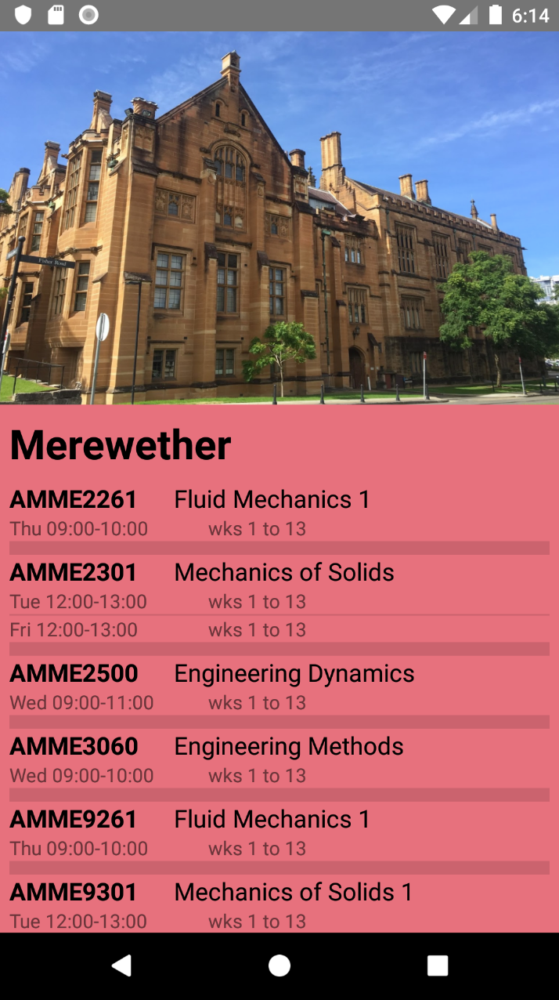 6:14
Fisher Road
Merewether
AMME2261 Fluid Mechanics 1
Thu 09:00-10:00 wks 1 to 13
AMME2301 Mechanics of Solids
Tue 12:00-13:00 wks 1 to 13
Fri 12:00-13:00 wks 1 to 13
AMME2500 Engineering Dynamics
Wed 09:00-11:00 wks 1 to 13
AMME3060 Engineering Methods
Wed 09:00-10:00 wks 1 to 13
AMME9261 Fluid Mechanics 1
Thu 09:00-10:00 wks 1 to 13
AMME9301 Mechanics of Solids 1
Tue 12:00-13:00 wks 1 to 13